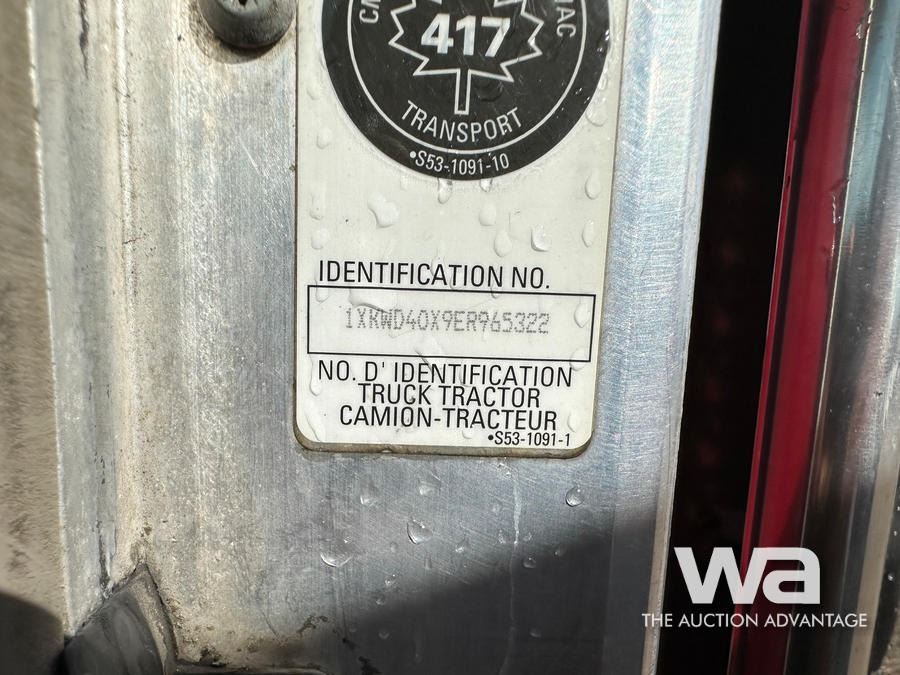 417
TRANSPORT
•S53-1091-10
IDENTIFICATION NO.
1XKWD40X9ER965322
NO. D' IDENTIFICATION
TRUCK TRACTOR
CAMION-TRACTEUR
•S53-1091-1
wa
THE AUCTION ADVANTAGE